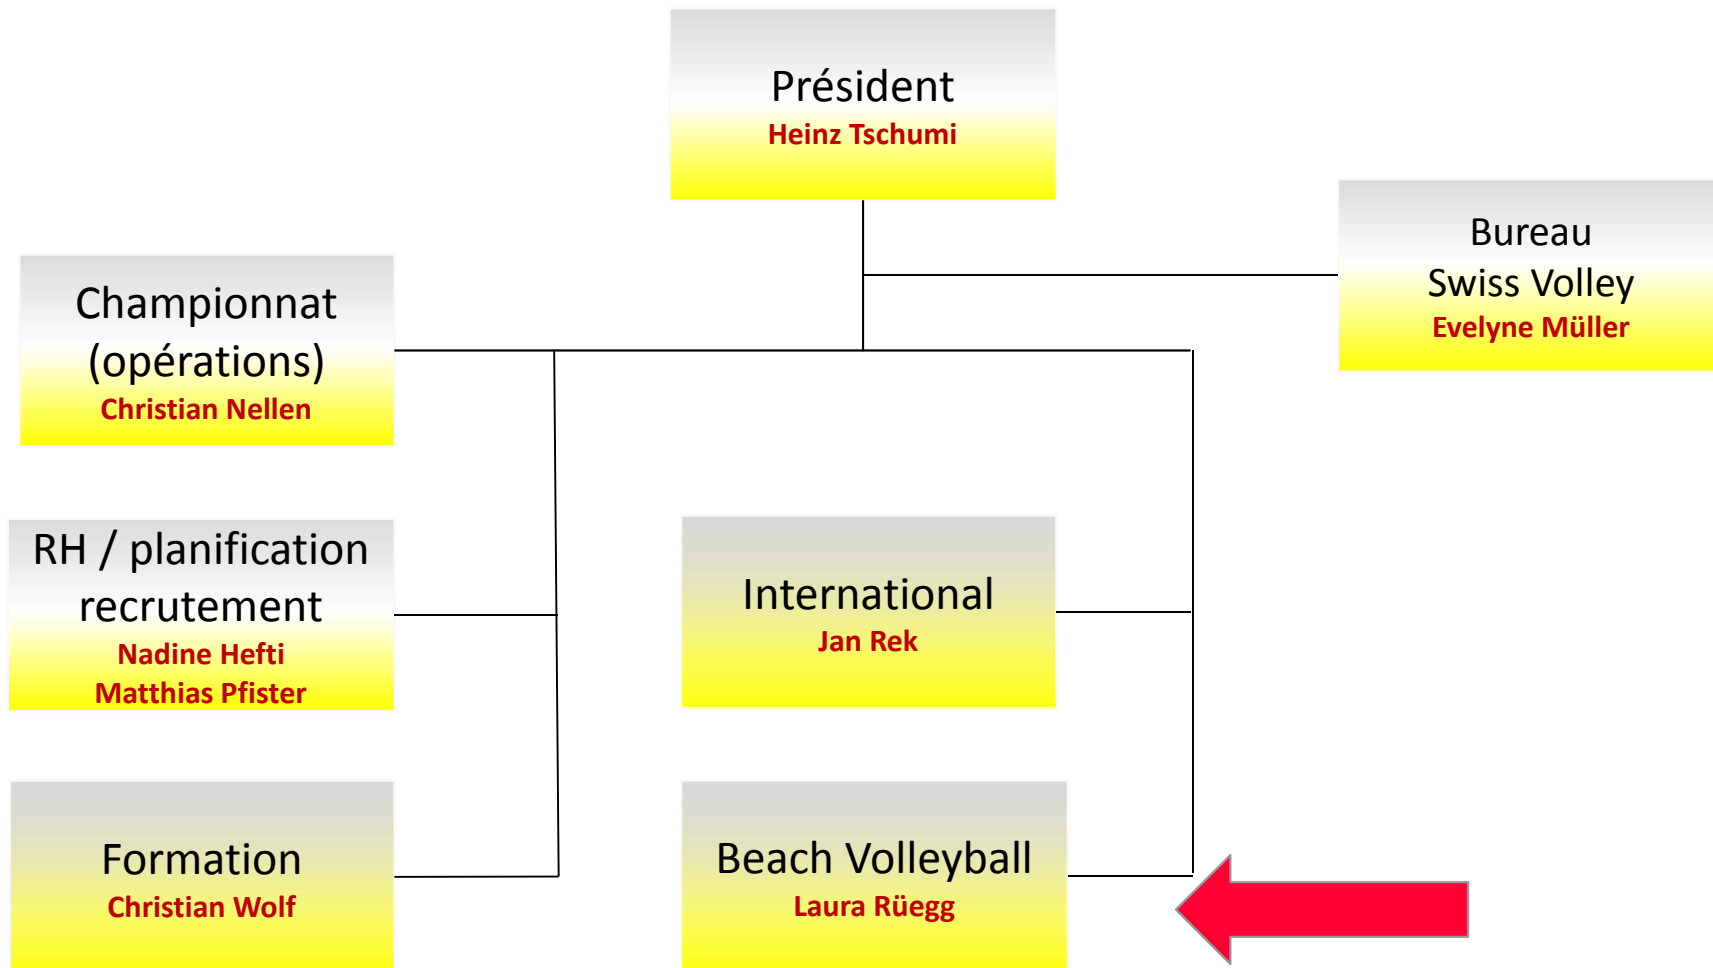 Président
Heinz Tschumi
Bureau
Swiss Volley
Evelyne Müller
Championnat
(opérations)
Christian Nellen
RH / planification
recrutement
Nadine Hefti
Matthias Pfister
International
Jan Rek
Formation
Christian Wolf
Beach Volleyball
Laura Rüegg